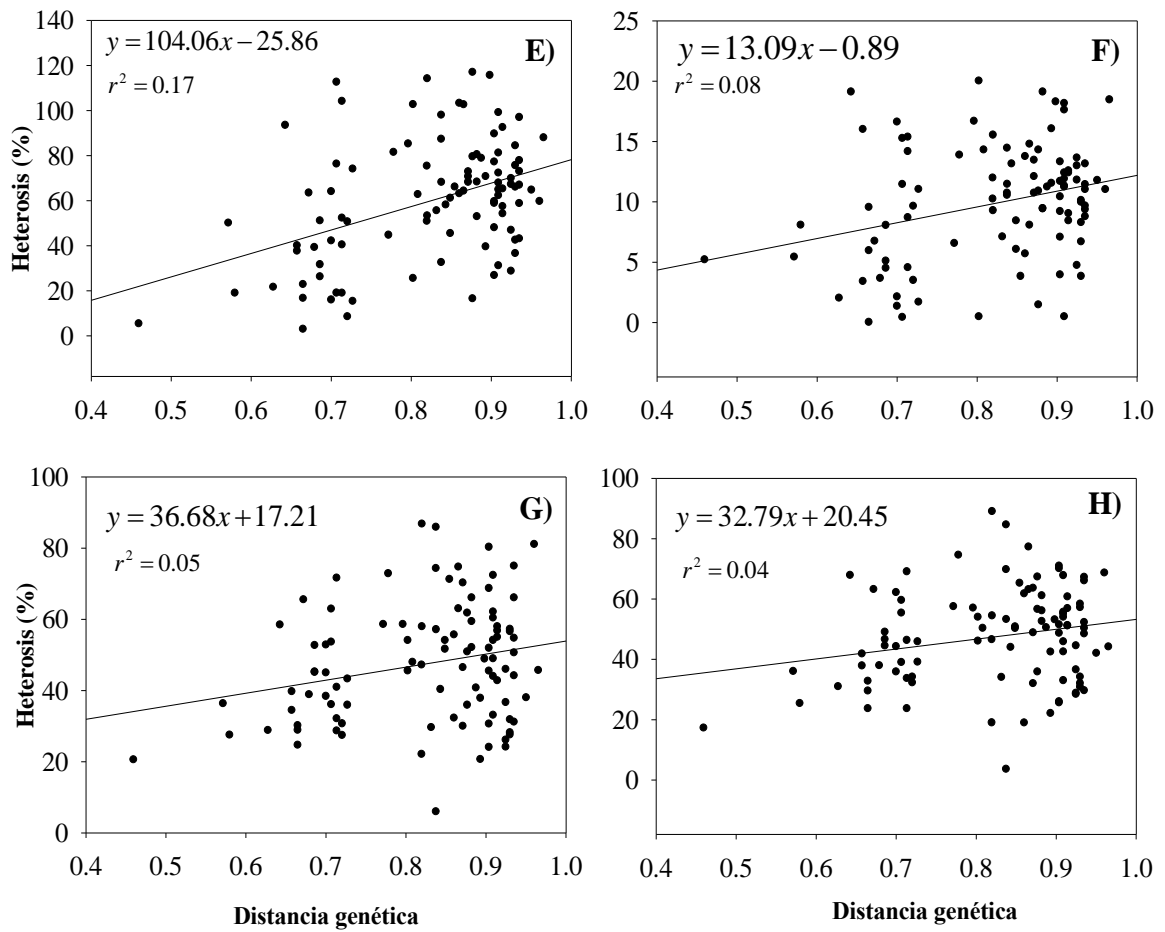 y = 104.06x − 25.86
E)
r² = 0.17
140
120
100
80
60
40
20
0
Heterosis (%)
0.4 0.5 0.6 0.7 0.8 0.9 1.0
y = 13.09x − 0.89
F)
r² = 0.08
25
20
15
10
5
0
0.4 0.5 0.6 0.7 0.8 0.9 1.0
y = 36.68x + 17.21
G)
r² = 0.05
100
80
60
40
20
0
Heterosis (%)
0.4 0.5 0.6 0.7 0.8 0.9 1.0
Distancia genética
y = 32.79x + 20.45
H)
r² = 0.04
100
80
60
40
20
0
0.4 0.5 0.6 0.7 0.8 0.9 1.0
Distancia genética